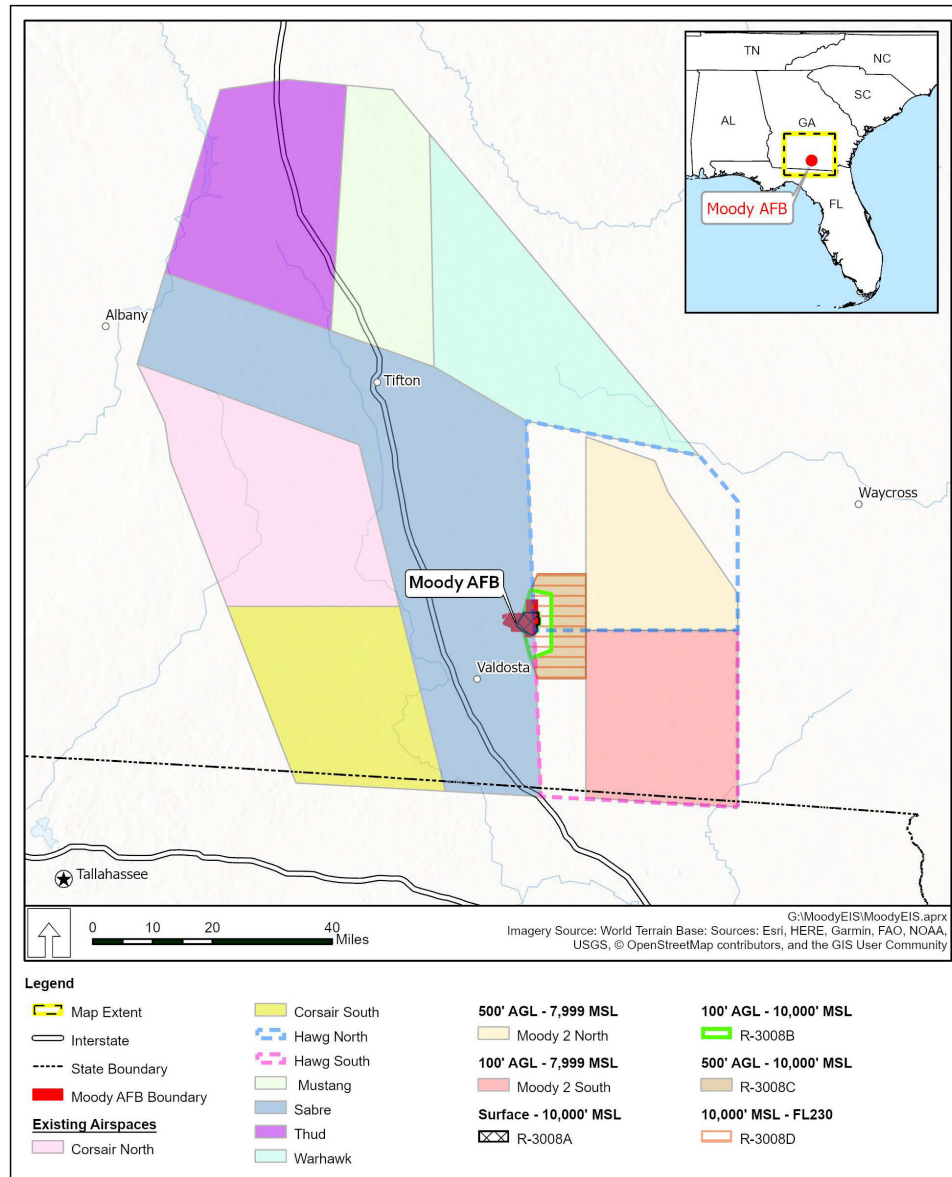 TN
NC
SC
AL
GA
Moody AFB
FL
Albany
Tifton
Waycross
Moody AFB
Valdosta
Tallahassee
0 20 40
Miles
G:\MoodyEIS\MoodyEIS.aprx
Imagery Source: World Terrain Base: Sources: Esri, HERE, Garmin, FAO, NOAA,
USGS, © OpenStreetMap contributors, and the GIS User Community
Legend
Map Extent
Interstate
State Boundary
Moody AFB Boundary
Existing Airspaces
Corsair North
Corsair South
Hawg North
Hawg South
Mustang
Sabre
Thud
Warhawk
500' AGL - 7,999 MSL
Moody 2 North
100' AGL - 7,999 MSL
Moody 2 South
Surface - 10,000' MSL
R-3008A
100' AGL - 10,000' MSL
R-3008B
500' AGL - 10,000' MSL
R-3008C
10,000' MSL - FL230
R-3008D